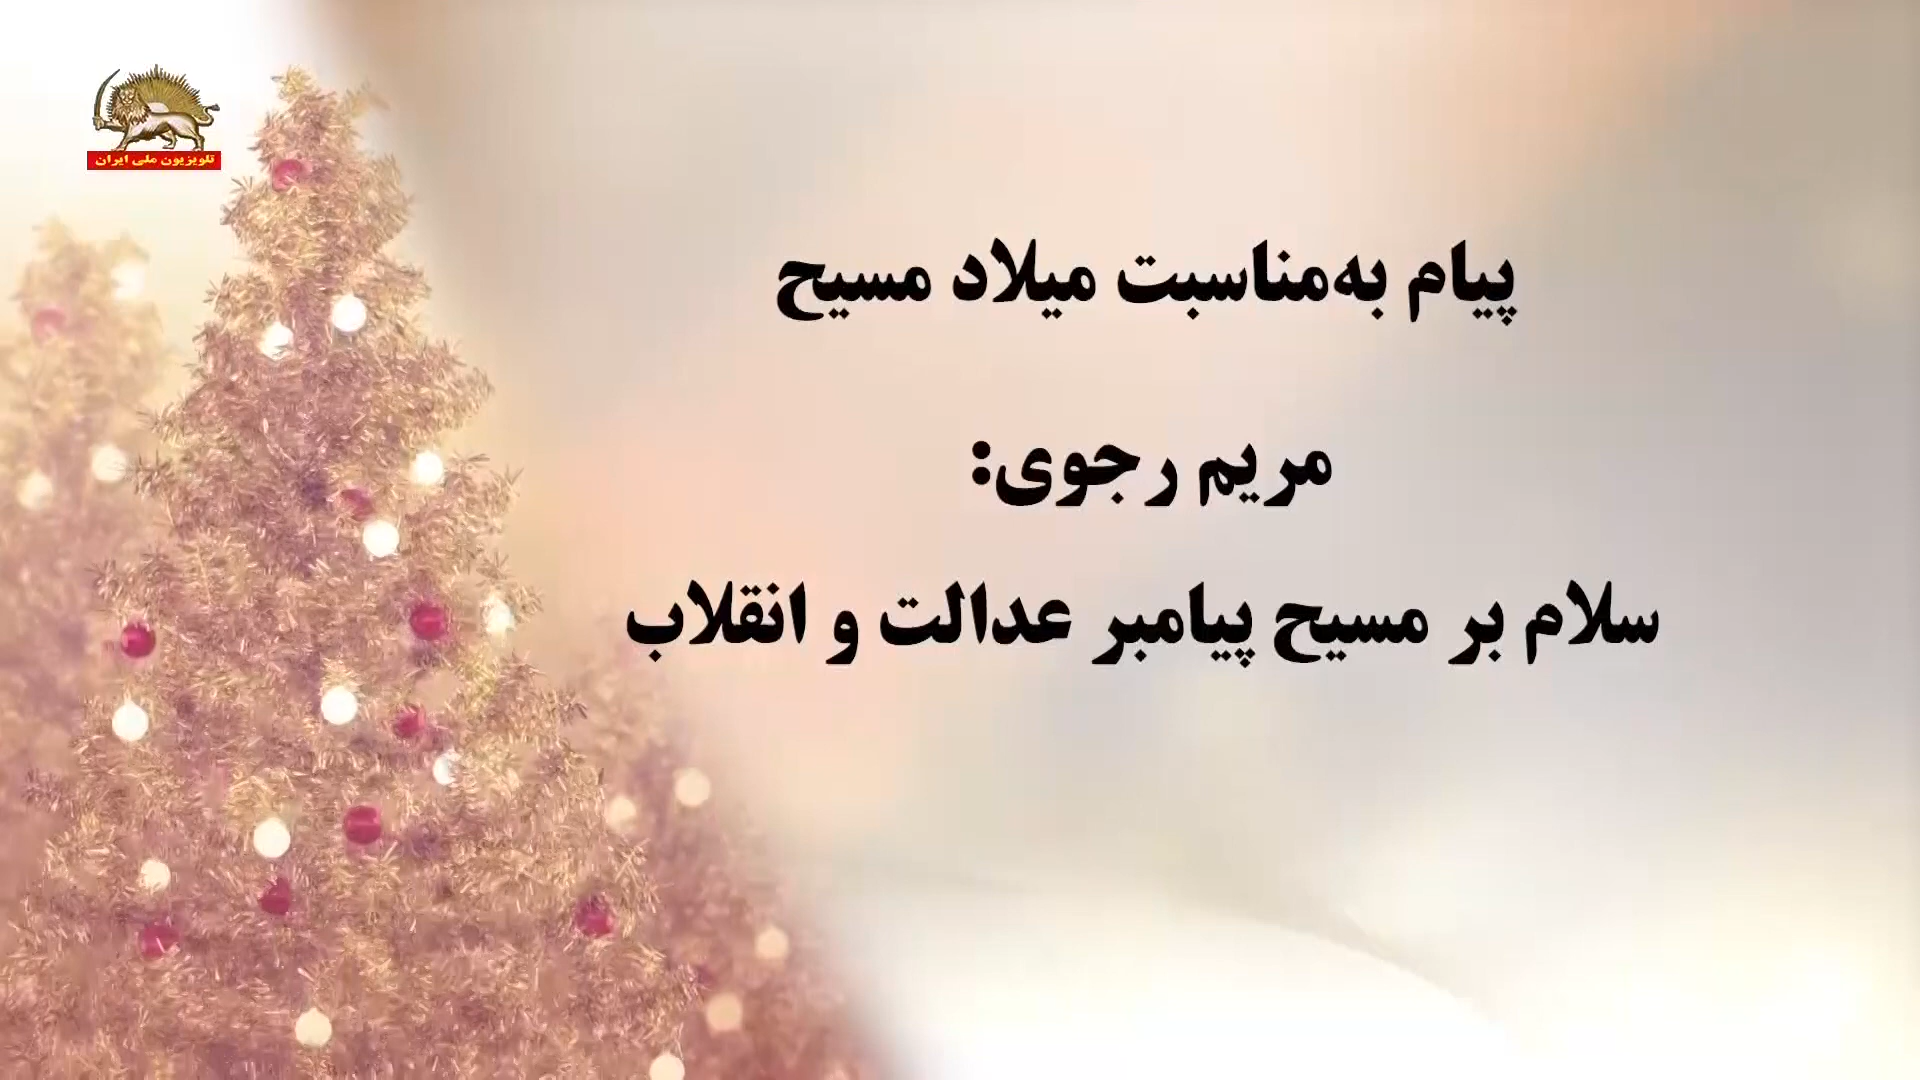 تلویزیون ملی ایران
پیام به‌مناسبت میلاد مسیح
مریم رجوی:
سلام بر مسیح پیامبر عدالت و انقلاب